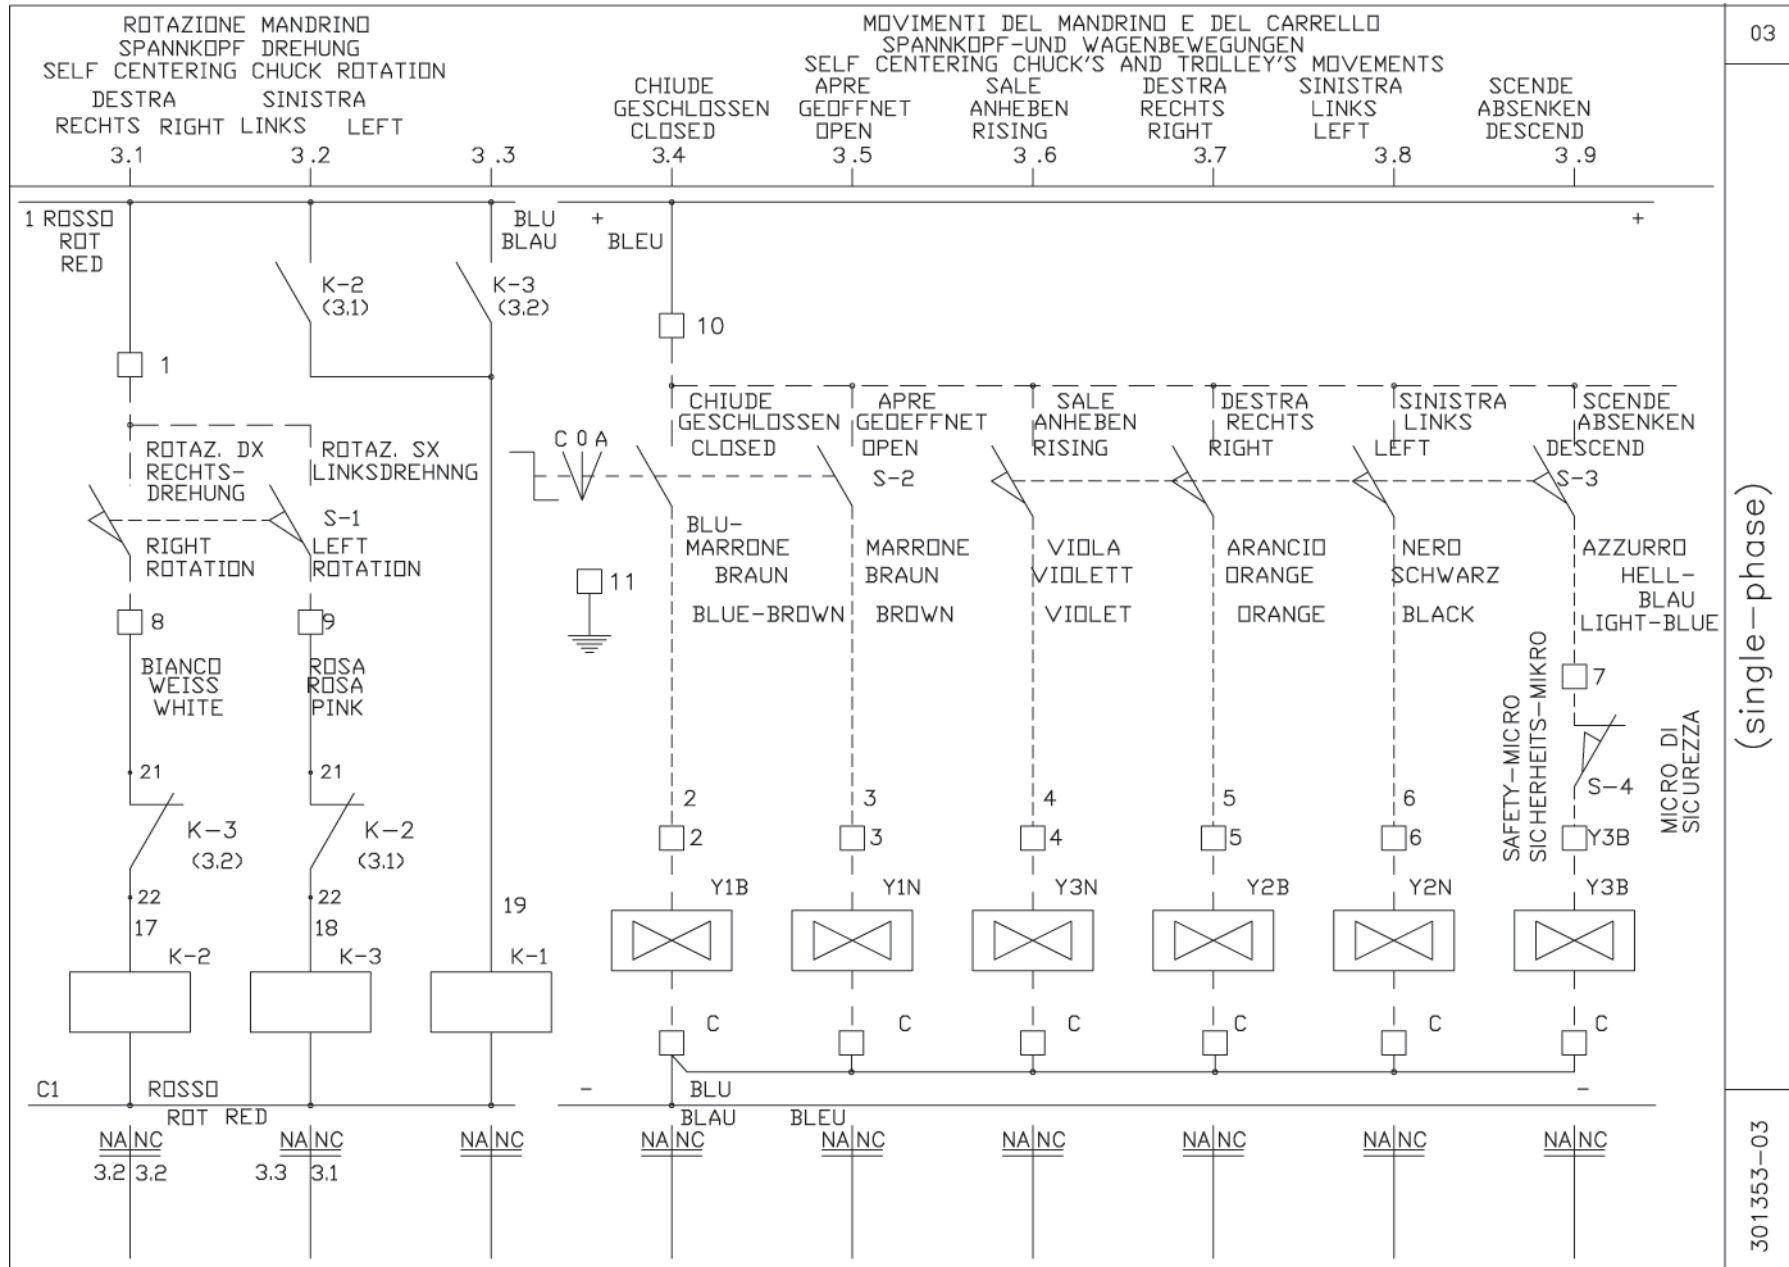 ROTAZIONE MANDRINO
SPANNKOPF DREHUNG
SELF CENTERING CHUCK ROTATION
DESTRA SINISTRA
RECHTS RIGHT LINKS LEFT
MOVIMENTI DEL MANDRINO E DEL CARRELLO
SPANNKOPF-UND WAGENBEWEGUNGEN
SELF CENTERING CHUCK'S AND TROLLEY'S MOVEMENTS
CHIUDE APRE SALE DESTRA SINISTRA SCENDE
GESCHLOSSEN GEOFFNET ANHEBEN RECHTS LINKS ABSENKEN
CLOSED OPEN RISING RIGHT LEFT DESCEND
3.1 3.2 3.3 3.4 3.5 3.6 3.7 3.8 3.9
03
1 ROSSO
ROT
RED
BLU + BLEU +
BLAU
K-2
(3.1)
K-3
(3.2)
10
1
ROTAZ. DX
RECHTS-
DREHUNG
ROTAZ. SX
LINKSDREHNNG
S-1
RIGHT
ROTATION
LEFT
ROTATION
C O A
CHIUDE
GESCHLOSSEN
CLOSED
APRE
GEOEFFNET
OPEN
S-2
SALE
ANHEBEN
RISING
DESTRA
RECHTS
RIGHT
SINISTRA
LINKS
LEFT
SCENDE
ABSENKEN
DESCEND
S-3
8
9
11
BIANCO
WEISS
WHITE
ROSA
ROSA
PINK
BLU-
MARRONE
BRAUN
BLUE-BROWN
MARRONE
BRAUN
BROWN
VIOLA
VIOLETT
VIOLET
ARANCIO
ORANGE
ORANGE
NERO
SCHWARZ
BLACK
AZZURRO
HELL-
BLAU
LIGHT-BLUE
7
SAFETY-MICRO
SICHERHEITS-MIKRO
S-4
MICRO DI
SICUREZZA
21 21
K-3
(3.2)
K-2
(3.1)
22 22
17 18 19
K-2 K-3 K-1
2 3 4 5 6
2 3 4 5 6 Y3B
Y1B Y1N Y3N Y2B Y2N Y3B
C C C C C C
C1 ROSSO
ROT RED
- BLU -
BLAU BLEU
NA NC NA NC NA NC NA NC NA NC NA NC NA NC NA NC NA NC
3.2 3.2 3.3 3.1
(single-phase)
301353-03